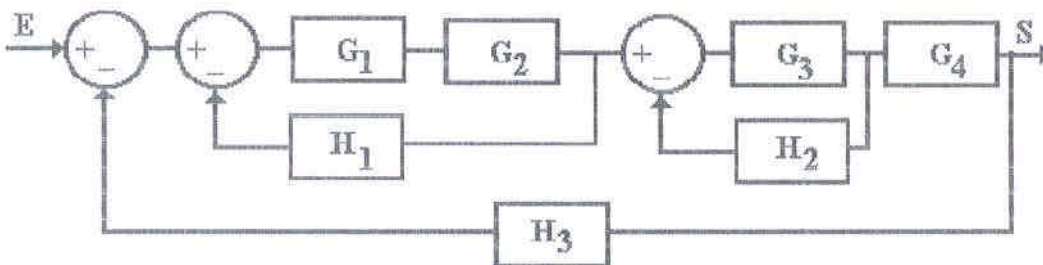 E + − + − G1 G2 + − G3 G4 S
H1 H2
H3